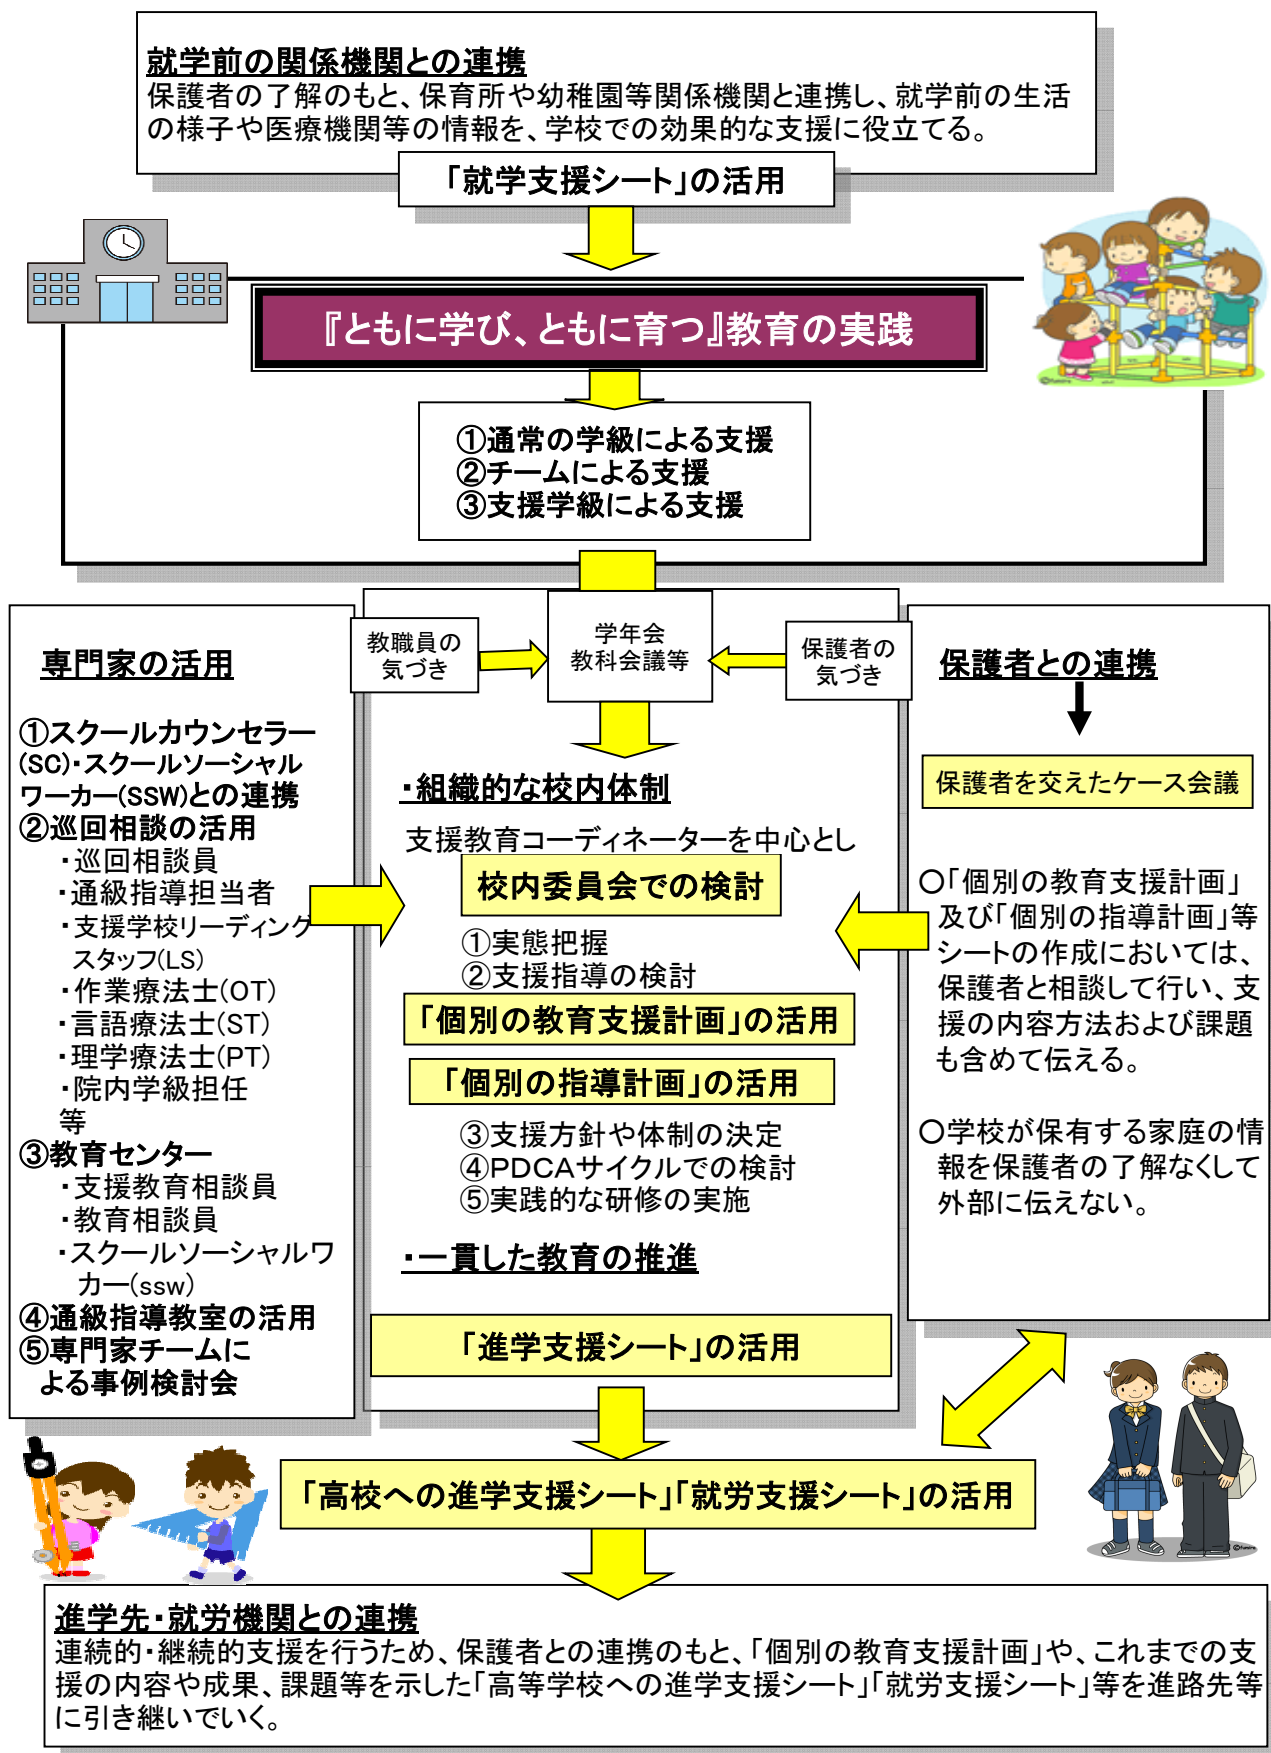 就学前の関係機関との連携
保護者の了解のもと、保育所や幼稚園等関係機関と連携し、就学前の生活
の様子や医療機関等の情報を、学校での効果的な支援に役立てる。
「就学支援シート」の活用
『ともに学び、ともに育つ』教育の実践
①通常の学級による支援
②チームによる支援
③支援学級による支援
専門家の活用
①スクールカウンセラー
(SC)・スクールソーシャル
ワーカー(SSW)との連携
②巡回相談の活用
・巡回相談員
・通級指導担当者
・支援学校リーディング
スタッフ(LS)
・作業療法士(OT)
・言語療法士(ST)
・理学療法士(PT)
・院内学級担任
等
③教育センター
・支援教育相談員
・教育相談員
・スクールソーシャルワ
カー(ssw)
④通級指導教室の活用
⑤専門家チームに
よる事例検討会
教職員の
気づき
学年会
教科会議等
保護者の
気づき
・組織的な校内体制
支援教育コーディネーターを中心とし
校内委員会での検討
①実態把握
②支援指導の検討
「個別の教育支援計画」の活用
「個別の指導計画」の活用
③支援方針や体制の決定
④PDCAサイクルでの検討
⑤実践的な研修の実施
・一貫した教育の推進
「進学支援シート」の活用
保護者との連携
保護者を交えたケース会議
○「個別の教育支援計画」
及び「個別の指導計画」等
シートの作成においては、
保護者と相談して行い、支
援の内容方法および課題
も含めて伝える。
○学校が保有する家庭の情
報を保護者の了解なくして
外部に伝えない。
「高校への進学支援シート」「就労支援シート」の活用
進学先・就労機関との連携
連続的・継続的支援を行うため、保護者との連携のもと、「個別の教育支援計画」や、これまでの支
援の内容や成果、課題等を示した「高等学校への進学支援シート」「就労支援シート」等を進路先等
に引き継いでいく。